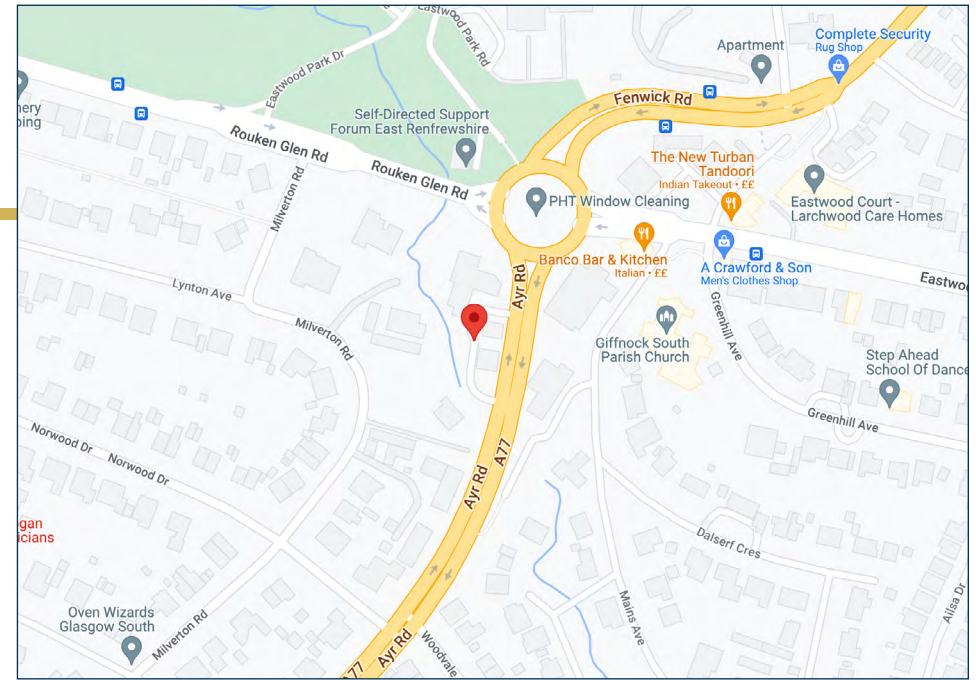 Eastwood Park Rd
Complete Security
Rug Shop
Apartment
Eastwood Park Dr
Fenwick Rd
Self-Directed Support
Forum East Renfrewshire
nery
ping
Rouken Glen Rd
Rouken Glen Rd
The New Turban
Tandoori
Indian Takeout • ££
Milverton Rd
PHT Window Cleaning
Eastwood Court -
Larchwood Care Homes
Banco Bar & Kitchen
Italian • ££
A Crawford & Son
Men's Clothes Shop
Eastwo
Ayr Rd
Lynton Ave
Milverton Rd
Giffnock South
Parish Church
Greenhill Ave
Step Ahead
School Of Dance
Greenhill Ave
Norwood Dr
Norwood Dr
A77
Ayr Rd
gan
icians
Dalserf Cres
Oven Wizards
Glasgow South
Milverton Rd
Mains Ave
Ailsa Dr
Ayr Rd
Woodvale
A77